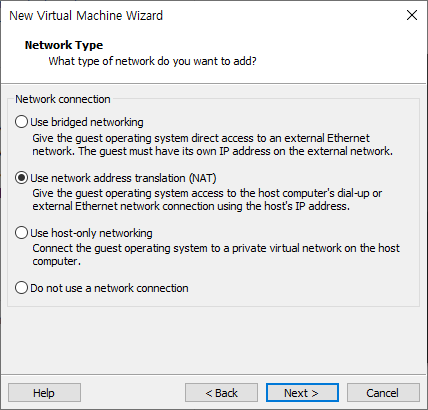 New Virtual Machine Wizard
Network Type
What type of network do you want to add?
Network connection
Use bridged networking
Give the guest operating system direct access to an external Ethernet
network. The guest must have its own IP address on the external network.
Use network address translation (NAT)
Give the guest operating system access to the host computer's dial-up or
external Ethernet network connection using the host's IP address.
Use host-only networking
Connect the guest operating system to a private virtual network on the host
computer.
Do not use a network connection
Help
< Back
Next >
Cancel